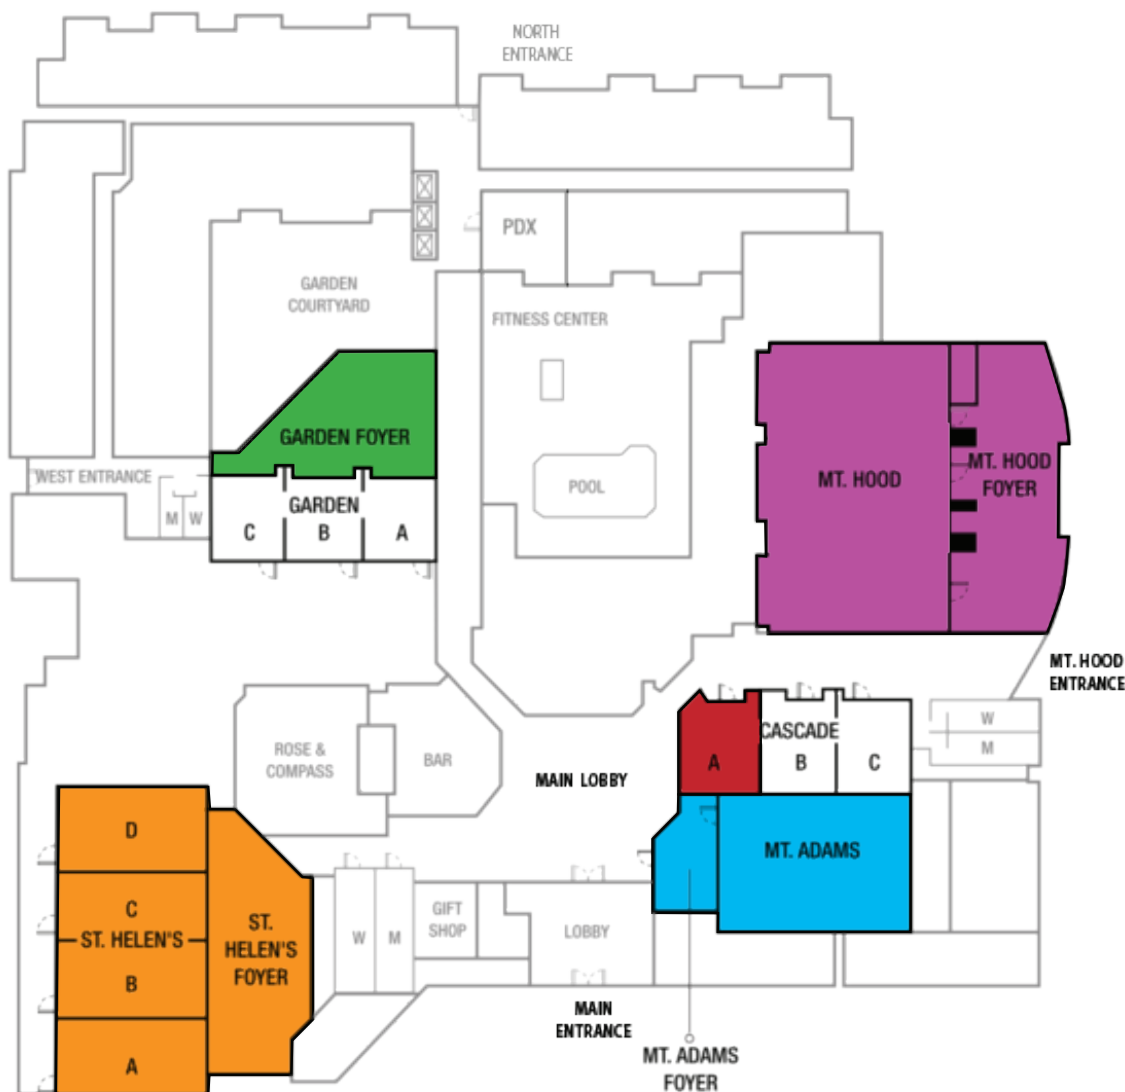 NORTH
ENTRANCE
PDX
GARDEN
COURTYARD
FITNESS CENTER
GARDEN FOYER
WEST ENTRANCE
M W
GARDEN
C B A
POOL
MT. HOOD
MT. HOOD
FOYER
MT. HOOD
ENTRANCE
W
M
CASCADE
A B C
ROSE &
COMPASS
BAR
MAIN LOBBY
MT. ADAMS
D
C
ST. HELEN'S
B
A
ST.
HELEN'S
FOYER
W M
GIFT
SHOP
LOBBY
MAIN
ENTRANCE
MT. ADAMS
FOYER